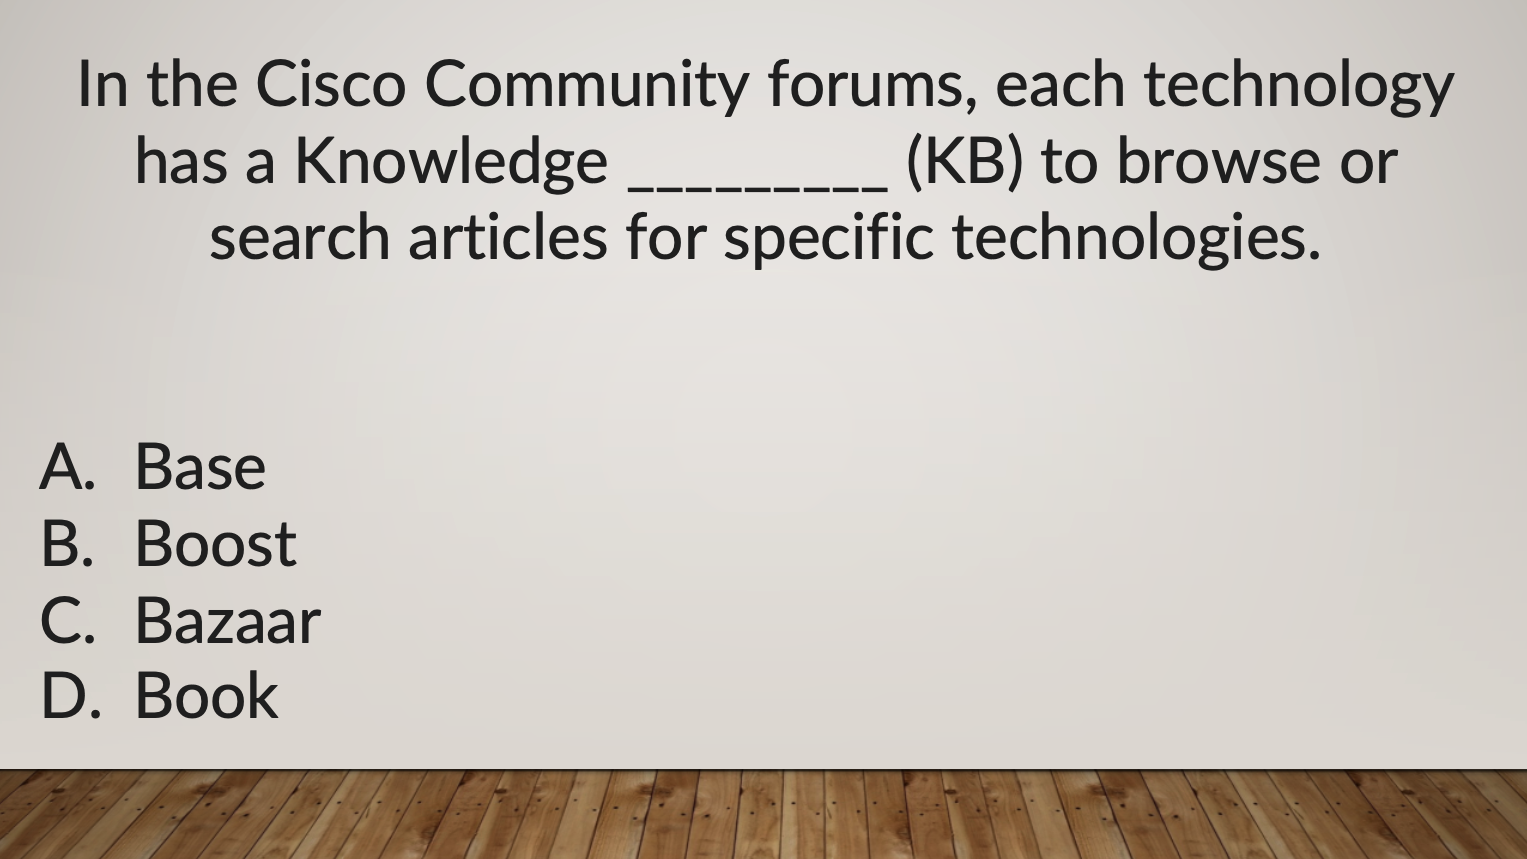 In the Cisco Community forums, each technology
has a Knowledge _________ (KB) to browse or
search articles for specific technologies.
A. Base
B. Boost
C. Bazaar
D. Book